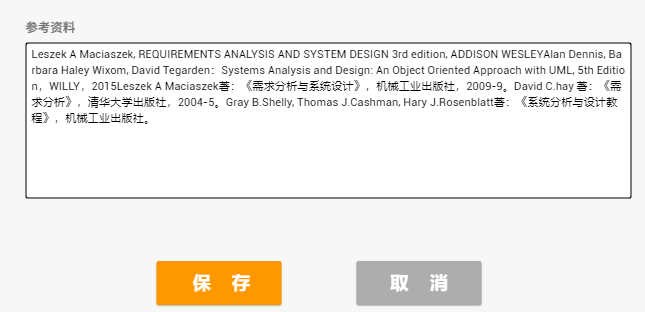 参考资料
Leszek A Maciaszek, REQUIREMENTS ANALYSIS AND SYSTEM DESIGN 3rd edition, ADDISON WESLEYAlan Dennis, Ba
rbara Haley Wixom, David Tegarden：Systems Analysis and Design: An Object Oriented Approach with UML, 5th Editio
n，WILLY，2015Leszek A Maciaszek著：《需求分析与系统设计》，机械工业出版社，2009-9。David C.hay 著：《需
求分析》，清华大学出版社，2004-5。Gray B.Shelly, Thomas J.Cashman, Hary J.Rosenblatt著：《系统分析与设计教
程》，机械工业出版社。
保 存
取 消